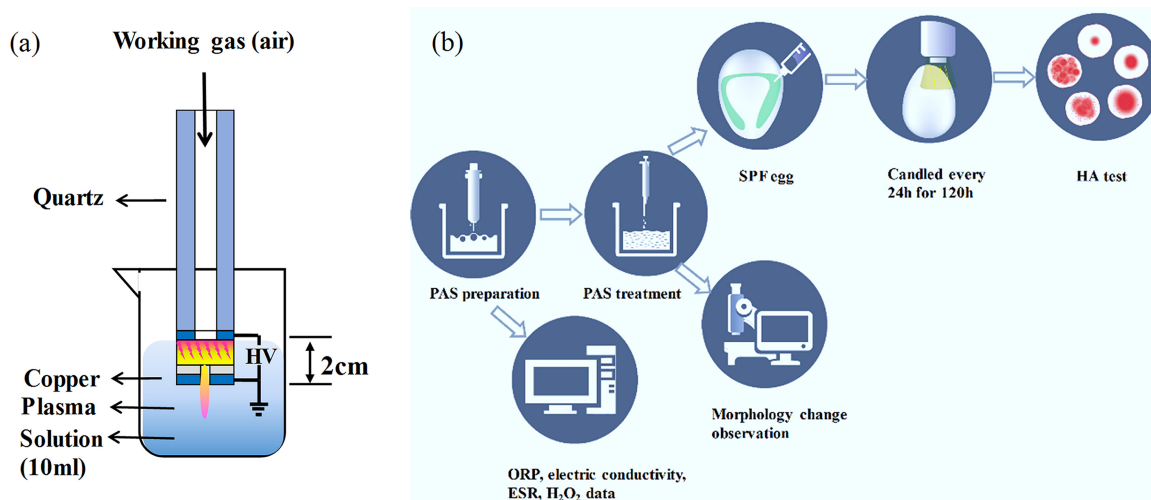 (a)
Working gas (air)
Quartz
HV
2cm
Copper
Plasma
Solution
(10ml)
(b)
SPF egg
Candled every
24h for 120h
HA test
PAS preparation
PAS treatment
Morphology change
observation
ORP, electric conductivity,
ESR, H₂O₂ data